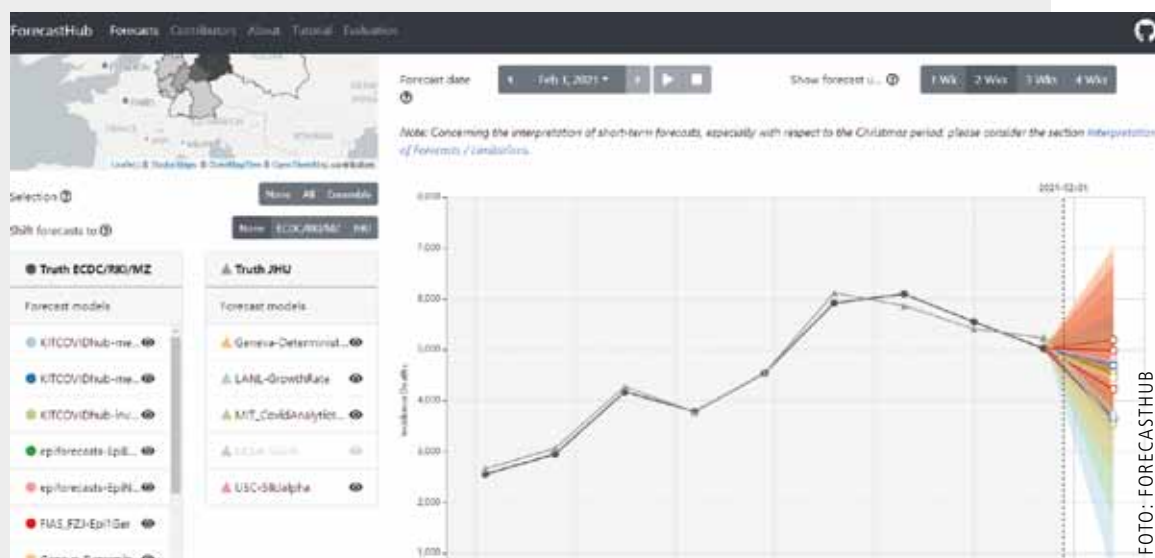 ForecastHub Forecasts Contributors About Tutorial Evaluation
Forecast date
Feb 1, 2021
Show forecast u...
1 Wk 2 Wks 3 Wks 4 Wks
Note: Concerning the interpretation of short-term forecasts, especially with respect to the Christmas period, please consider the section Interpretation
of Forecasts / Limitations.
Selection
None All Ensemble
Shift forecasts to
None ECDC/RKI/MZ JHU
Truth ECDC/RKI/MZ
Truth JHU
Forecast models
Forecast models
KITCOVIDhub-me...
Geneva-Determinist...
KITCOVIDhub-me...
LANL-GrowthRate
KITCOVIDhub-inv...
MIT_CovidAnalytics...
epiforecasts-EpiE...
epiforecasts-EpiN...
USC-SIkJalpha
FIAS_FZJ-Epi1Ger
2021-02-01
7,000
6,000
5,000
4,000
3,000
2,000
1,000
Incidence Deaths
FOTO: FORECASTHUB